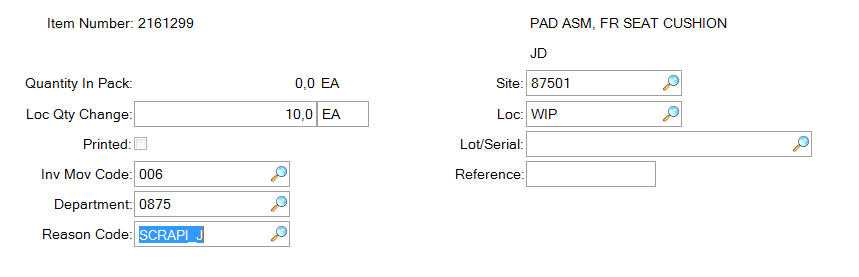 Item Number: 2161299 PAD ASM, FR SEAT CUSHION
JD
Quantity In Pack: 0,0 EA Site: 87501
Loc Qty Change: 10,0 EA Loc: WIP
Printed: Lot/Serial:
Inv Mov Code: 006 Reference:
Department: 0875
Reason Code: SCRAPI_J